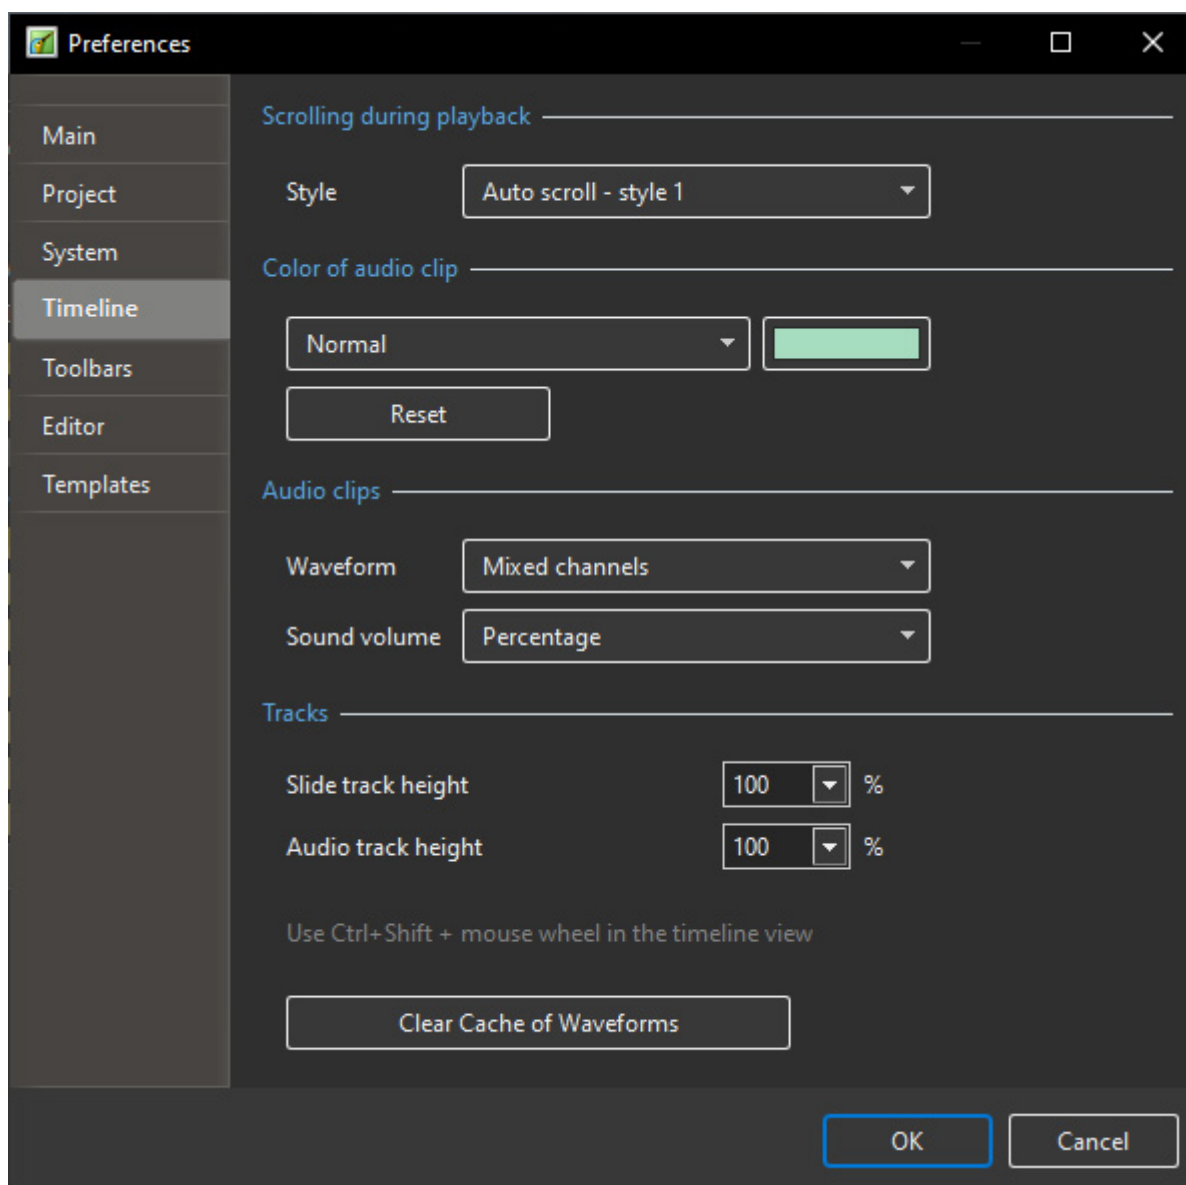 Preferences
Main
Project
System
Timeline
Toolbars
Editor
Templates
Scrolling during playback
Style Auto scroll - style 1
Color of audio clip
Normal
Reset
Audio clips
Waveform Mixed channels
Sound volume Percentage
Tracks
Slide track height 100 %
Audio track height 100 %
Use Ctrl+Shift + mouse wheel in the timeline view
Clear Cache of Waveforms
OK Cancel